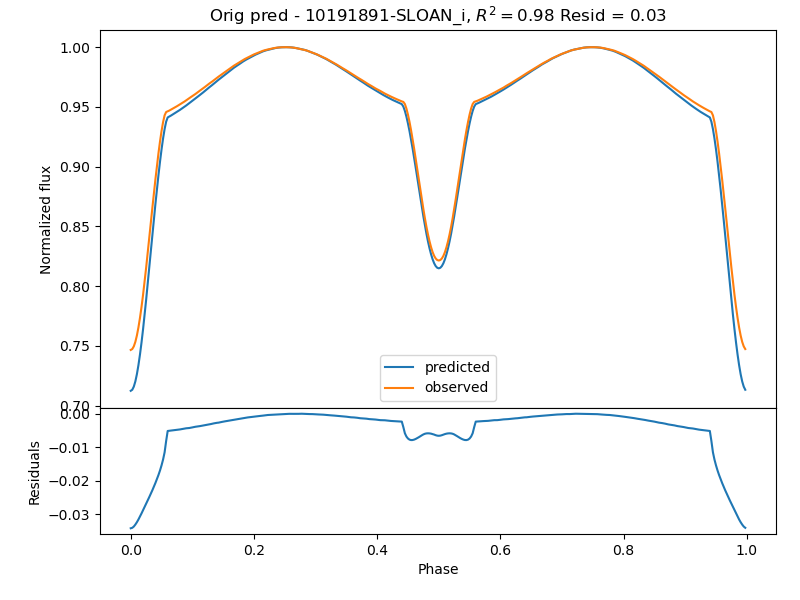 Orig pred - 10191891-SLOAN_i, R² = 0.98 Resid = 0.03
Normalized flux
1.00
0.95
0.90
0.85
0.80
0.75
0.70
predicted
observed
Residuals
0.00
−0.01
−0.02
−0.03
0.0 0.2 0.4 0.6 0.8 1.0
Phase